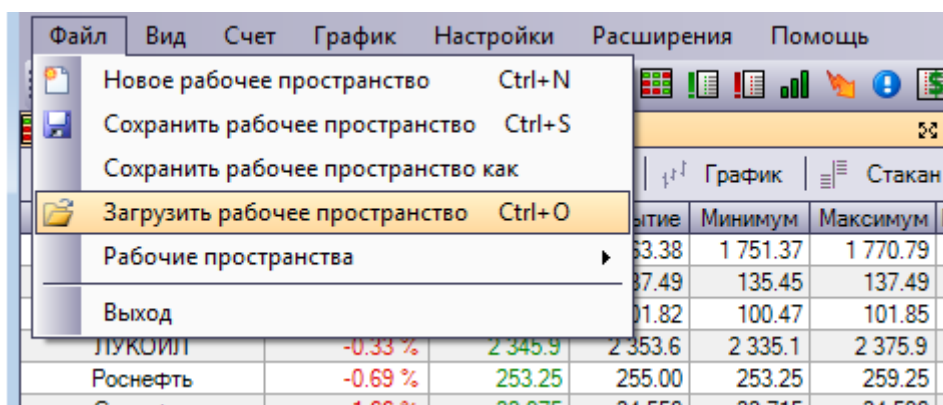 Файл Вид Счет График Настройки Расширения Помощь
Новое рабочее пространство Ctrl+N
Сохранить рабочее пространство Ctrl+S
Сохранить рабочее пространство как
График Стакан
Загрузить рабочее пространство Ctrl+O
Минимум Максимум
Рабочие пространства
1 751.37 1 770.79
135.45 137.49
Выход
100.47 101.85
ЛУКОЙЛ -0.33 % 2 345.9 2 353.6 2 335.1 2 375.9
Роснефть -0.69 % 253.25 255.00 253.25 259.25